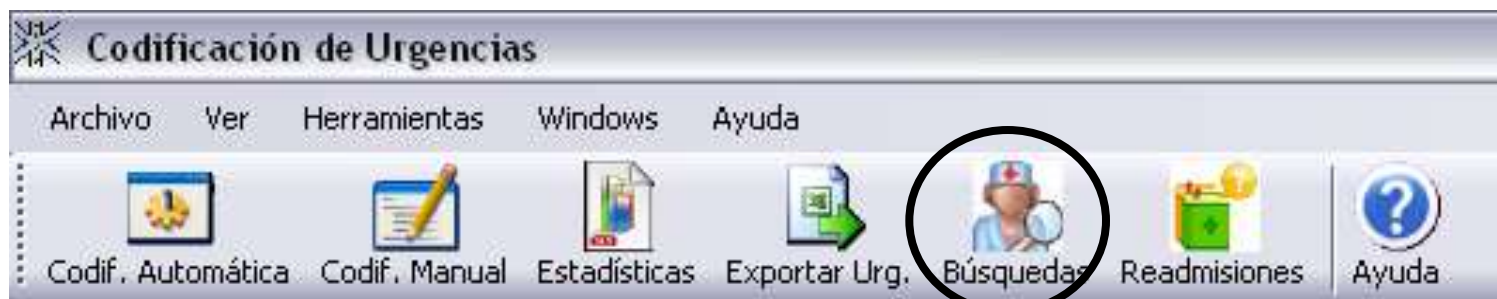 Codificación de Urgencias
Archivo Ver Herramientas Windows Ayuda
Codif. Automática Codif. Manual Estadísticas Exportar Urg. Búsquedas Readmisiones Ayuda